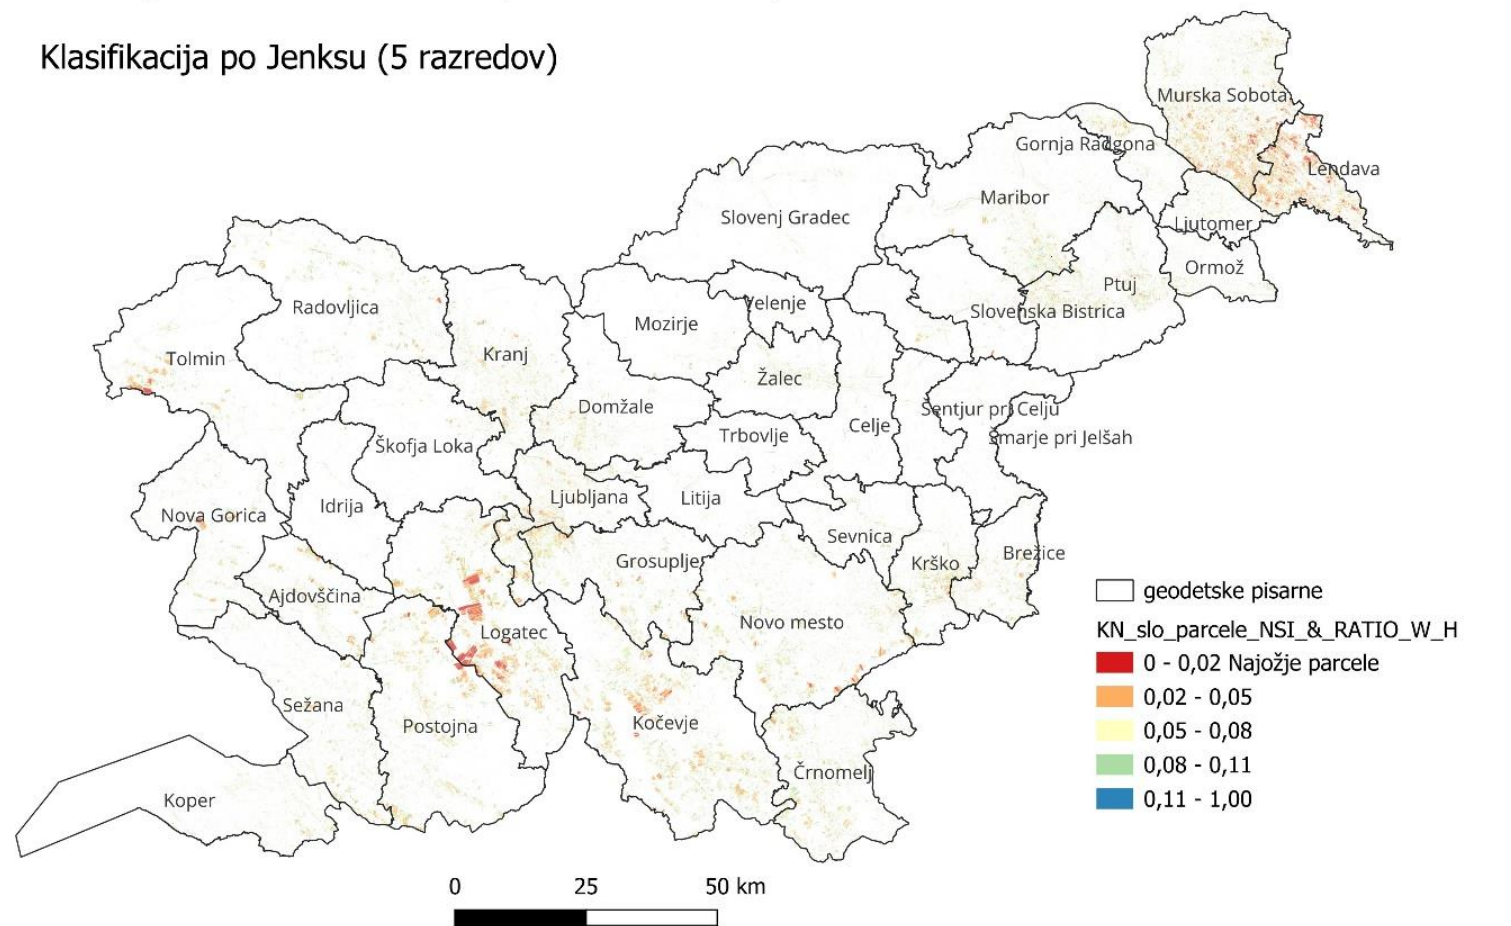 Klasifikacija po Jenksu (5 razredov)
Murska Sobota
Gornja Radgona
Lendava
Maribor
Slovenj Gradec
Ljutomer
Ormož
Ptuj
Radovljica
Velenje
Slovenska Bistrica
Mozirje
Tolmin
Kranj
Žalec
Domžale
Šentjur pri Celju
Celje
Trbovlje
Šmarje pri Jelšah
Škofja Loka
Ljubljana
Litija
Idrija
Nova Gorica
Sevnica
Brežice
Grosuplje
Krško
Ajdovščina
Novo mesto
Logatec
Sežana
Postojna
Kočevje
Črnomelj
Koper
geodetske pisarne
KN_slo_parcele_NSI_&_RATIO_W_H
0 - 0,02 Najožje parcele
0,02 - 0,05
0,05 - 0,08
0,08 - 0,11
0,11 - 1,00
0 25 50 km